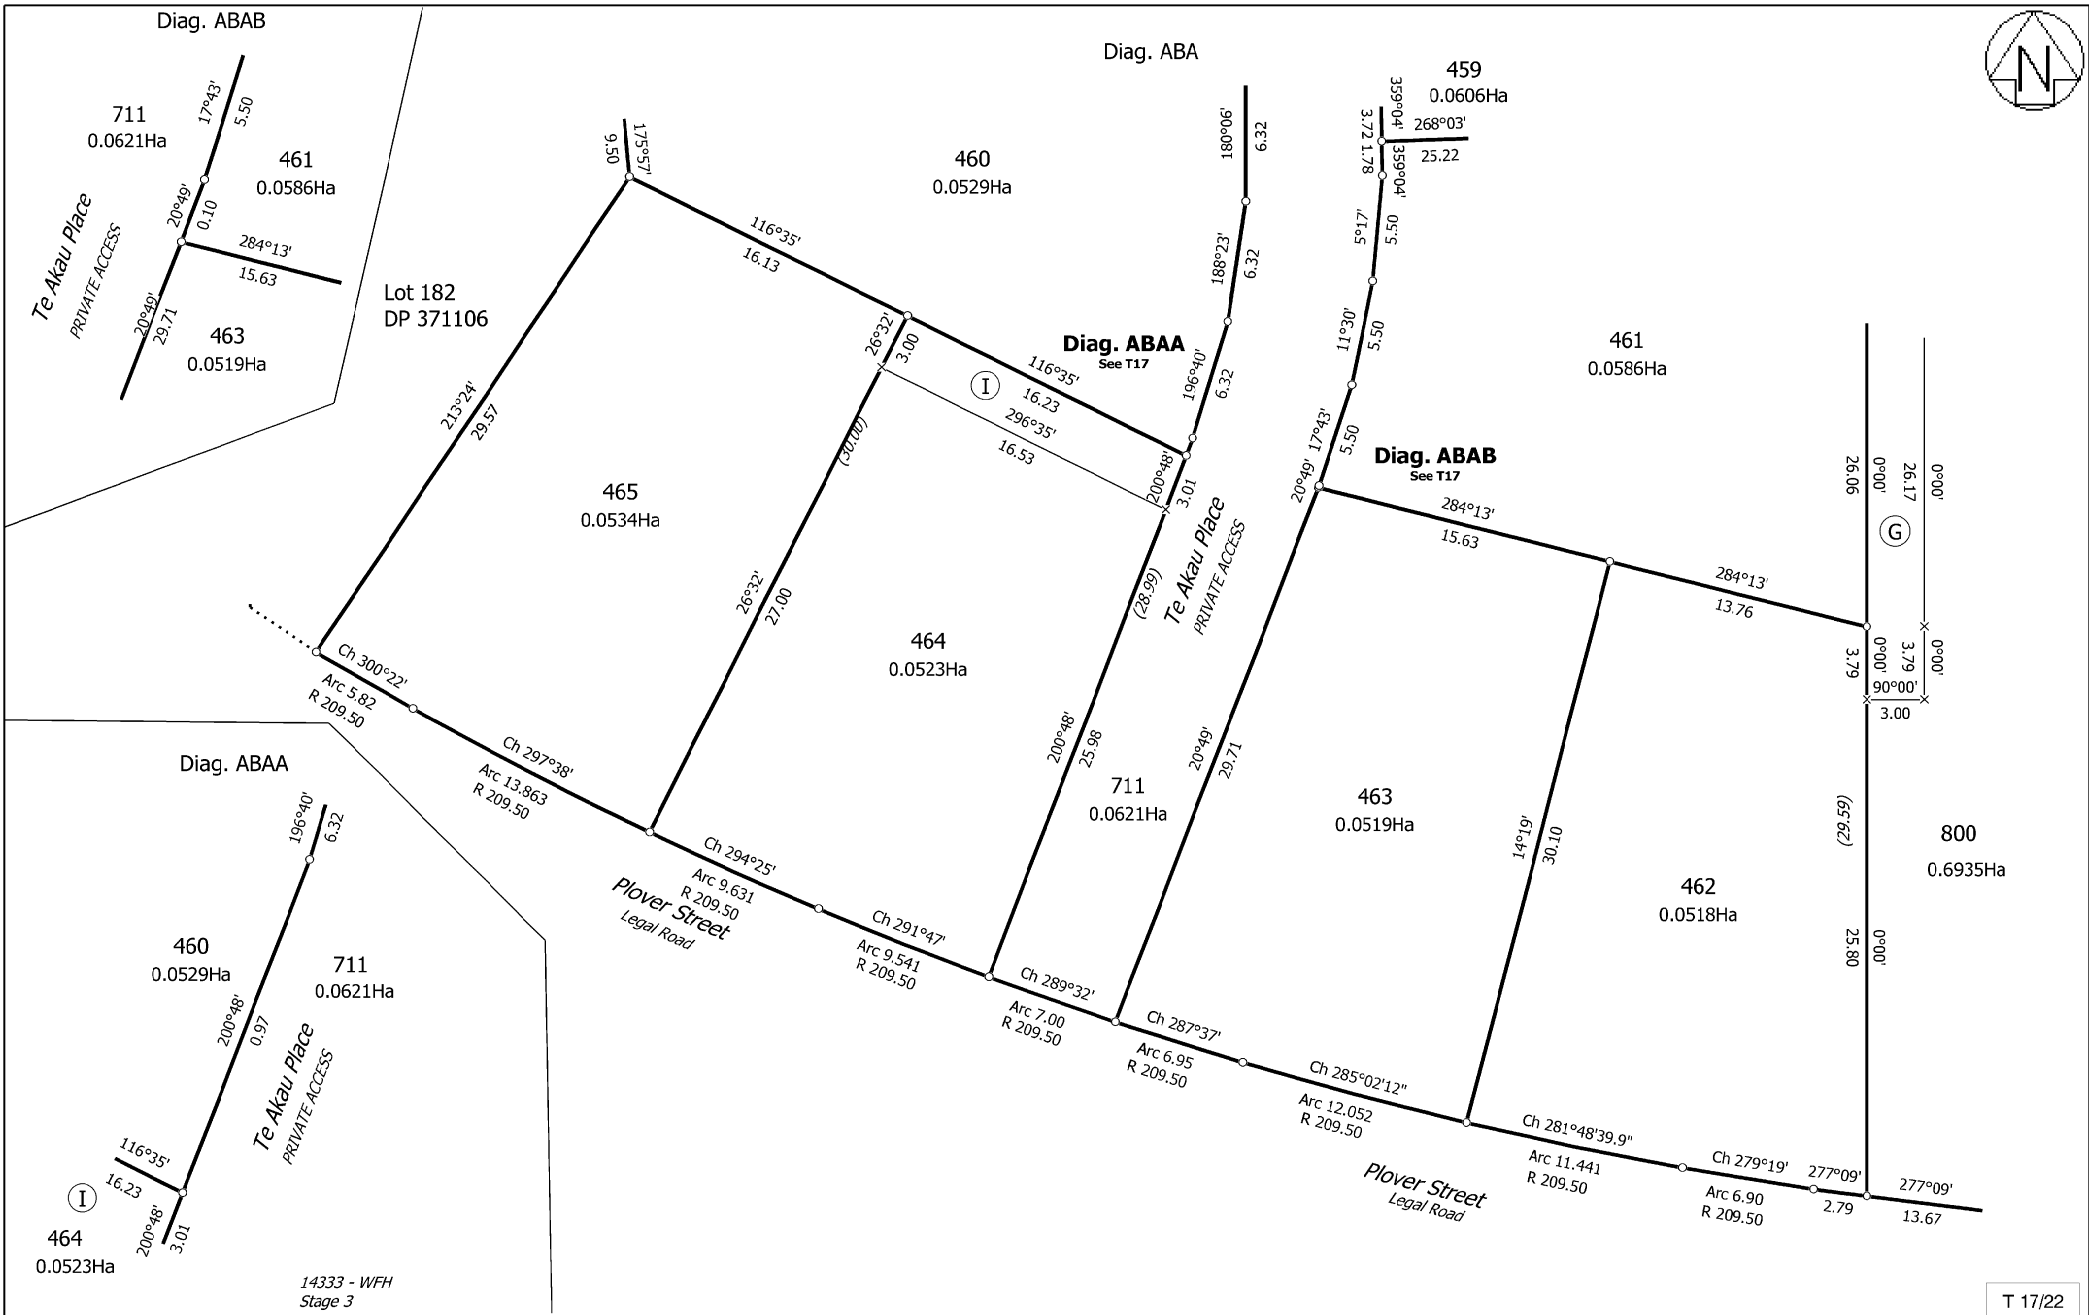 Diag. ABAB
711
0.0621Ha
17°43'
5.50
461
0.0586Ha
20°49'
0.10
284°13'
15.63
Te Akau Place
PRIVATE ACCESS
20°49'
29.71
463
0.0519Ha
Lot 182
DP 371106
Diag. ABA
N
9.50
175°57'
460
0.0529Ha
116°35'
16.13
180°06'
6.32
188°23'
6.32
196°40'
6.32
359°04'
3.72
459
0.0606Ha
268°03'
25.22
1.78
359°04'
5°17'
5.50
11°30'
5.50
17°43'
5.50
20°49'
Diag. ABAA
See T17
26°32'
3.00
I
116°35'
16.23
296°35'
16.53
200°48'
3.01
(30.00)
213°24'
29.57
465
0.0534Ha
26°32'
27.00
464
0.0523Ha
(28.99)
Te Akau Place
PRIVATE ACCESS
200°48'
25.98
711
0.0621Ha
Diag. ABAB
See T17
461
0.0586Ha
284°13'
15.63
284°13'
13.76
26.06
0°00'
26.17
0°00'
G
3.79
0°00'
3.79
0°00'
90°00'
3.00
20°49'
29.71
463
0.0519Ha
14°19'
30.10
462
0.0518Ha
(29.59)
25.80
0°00'
800
0.6935Ha
Ch 300°22'
Arc 5.82
R 209.50
Ch 297°38'
Arc 13.863
R 209.50
Ch 294°25'
Arc 9.631
R 209.50
Plover Street
Legal Road
Ch 291°47'
Arc 9.541
R 209.50
Ch 289°32'
Arc 7.00
R 209.50
Ch 287°37'
Arc 6.95
R 209.50
Ch 285°02'12"
Arc 12.052
R 209.50
Ch 281°48'39.9"
Arc 11.441
R 209.50
Plover Street
Legal Road
Ch 279°19'
Arc 6.90
R 209.50
277°09'
2.79
277°09'
13.67
Diag. ABAA
196°40'
6.32
460
0.0529Ha
711
0.0621Ha
200°48'
0.97
Te Akau Place
PRIVATE ACCESS
116°35'
16.23
I
200°48'
3.01
464
0.0523Ha
14333 - WFH
Stage 3
T 17/22